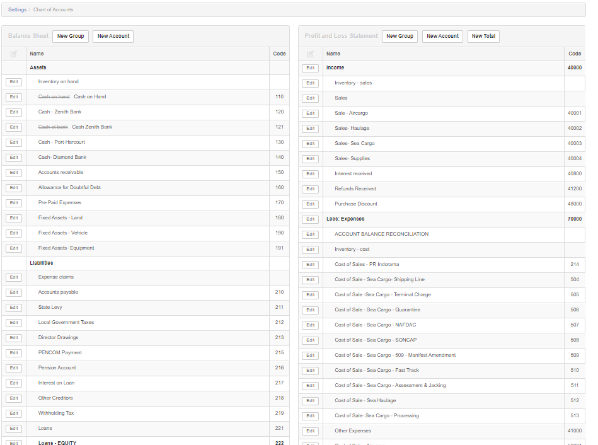 Settings / Chart of Accounts
Balance Sheet New Group New Account
Name Code
Assets
Edit Inventory on hand
Edit Cash on hand Cash on Hand 110
Edit Cash - Zenith Bank 120
Edit Cash at bank Cash Zenith Bank 121
Edit Cash - Port-Harcourt 130
Edit Cash- Diamond Bank 140
Edit Accounts receivable 150
Edit Allowance for Doubtful Debts 160
Edit Pre-Paid Expenses 170
Edit Fixed Assets - Land
Edit Fixed Assets - Vehicle 190
Edit Fixed Assets- Equipment 191
Liabilities
Edit Expense claims
Edit Accounts payable 210
Edit State Levy 211
Edit Local Government Taxes 212
Edit Director Drawings 213
Edit PENCOM Payment 215
Edit Pension Account 216
Edit Interest on Loan 217
Edit Other Creditors 218
Edit Withholding Tax 219
Edit Loans 221
Edit Loans - EQUITY 222
Profit and Loss Statement New Group New Account New Total
Name Code
Edit Income 40000
Edit Inventory - sales
Edit Sales
Edit Sale - Aircargo 40001
Edit Sales- Haulage 40002
Edit Sales- Sea Cargo 40003
Edit Sales- Supplies 40004
Edit Interest received 40800
Edit Refunds Received 41200
Edit Purchase Discount 48000
Edit Less: Expenses 70000
Edit ACCOUNT BALANCE RECONCILIATION
Edit Inventory - cost
Edit Cost of Sales - PR Indorama 214
Edit Cost of Sale - Sea Cargo- Shipping Line 504
Edit Cost of Sale -Sea Cargo - Terminal Charge 505
Edit Cost of Sale - Sea Cargo - Quarantine 506
Edit Cost of Sale - Sea Cargo - NAFDAC 507
Edit Cost of Sale - Sea Cargo - SONCAP 508
Edit Cost of Sale - Sea Cargo - 509 - Manifest Amendment 509
Edit Cost of Sale - Sea Cargo - Fast Track 510
Edit Cost of Sale - Sea Cargo - Assessment & Jacking 511
Edit Cost of Sale - Sea Haulage 512
Edit Cost of Sale- Sea Cargo - Processing 513
Edit Other Expenses 41000